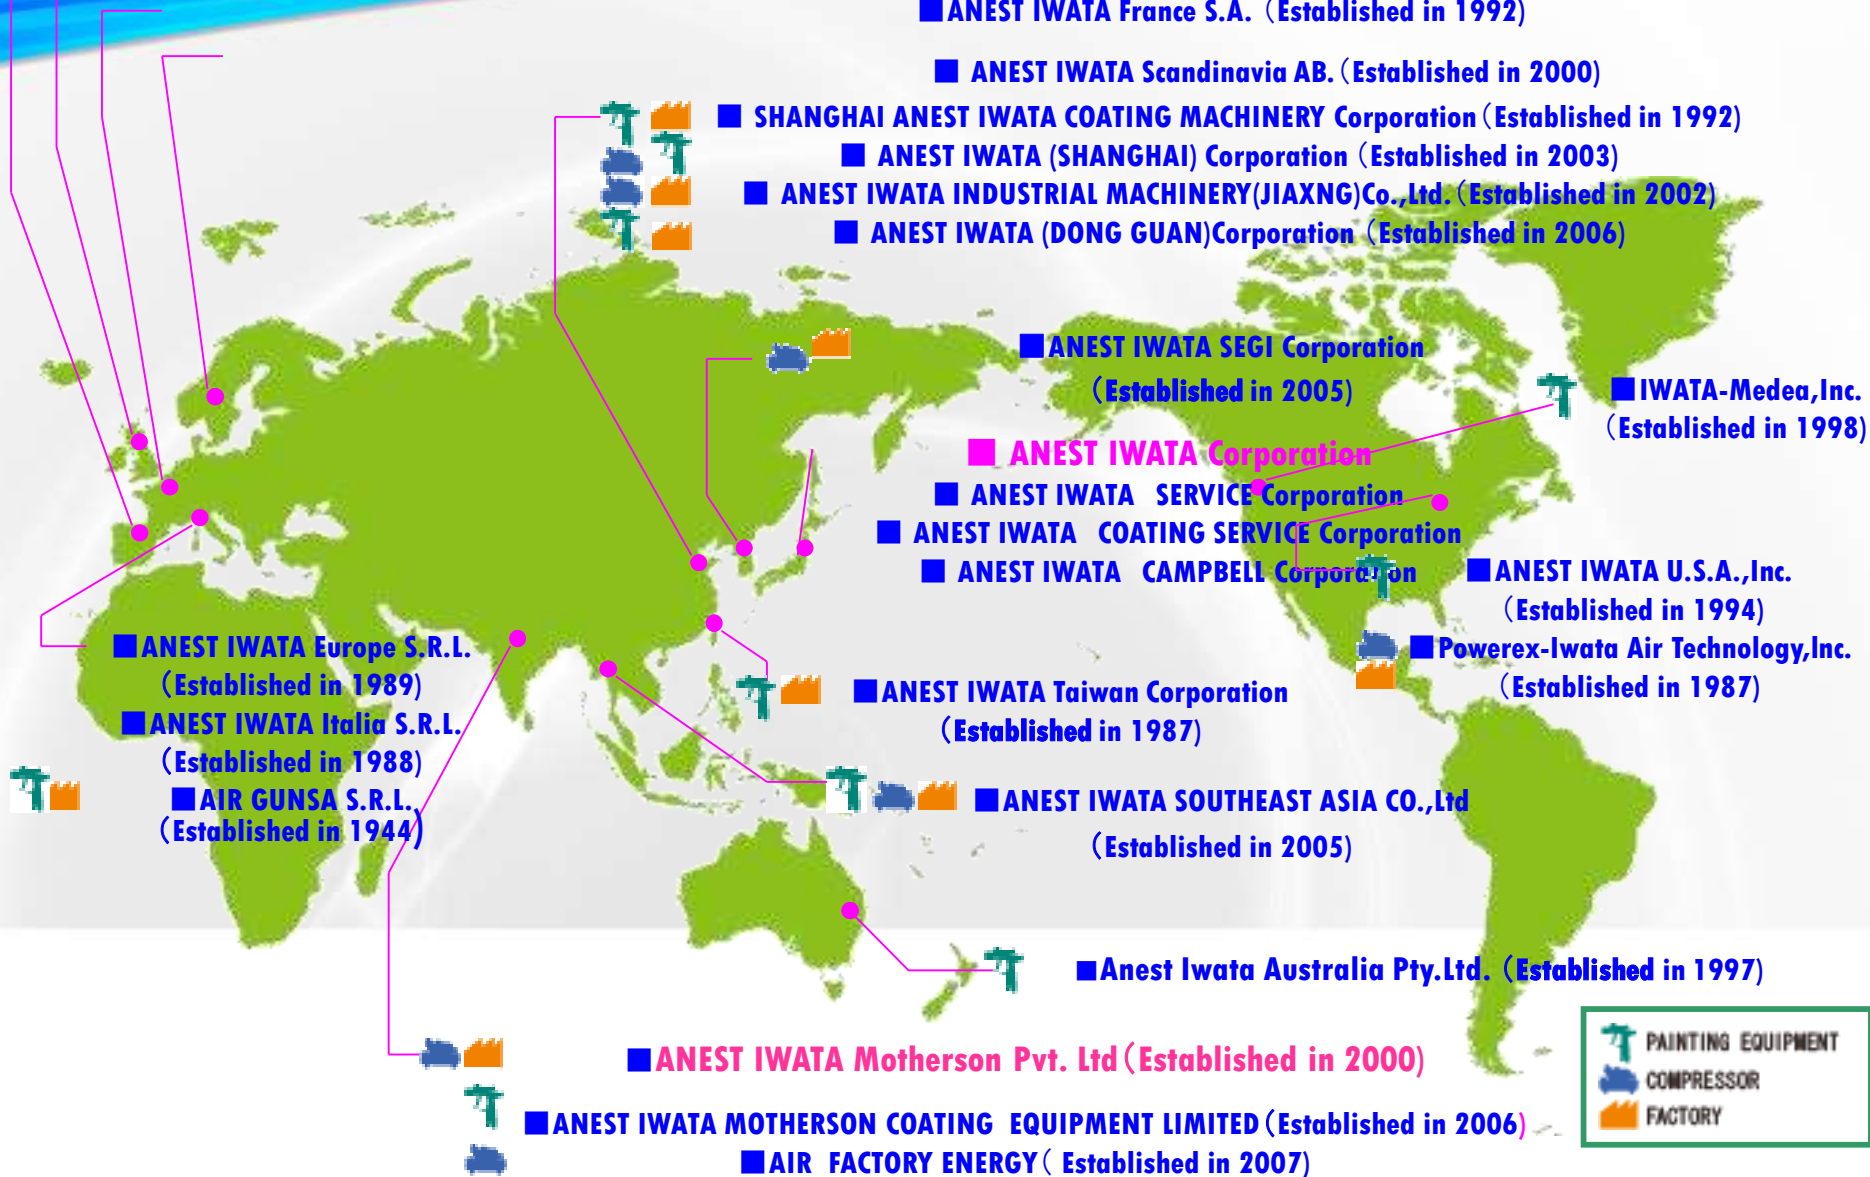 ■ANEST IWATA France S.A.（Established in 1992)
■ ANEST IWATA Scandinavia AB.（Established in 2000)
■ SHANGHAI ANEST IWATA COATING MACHINERY Corporation（Established in 1992)
■ ANEST IWATA (SHANGHAI) Corporation（Established in 2003)
■ ANEST IWATA INDUSTRIAL MACHINERY(JIAXNG)Co.,Ltd.（Established in 2002)
■ ANEST IWATA (DONG GUAN)Corporation（Established in 2006)
■ANEST IWATA SEGI Corporation
（Established in 2005)
■IWATA-Medea,Inc.
（Established in 1998)
■ ANEST IWATA Corporation
■ ANEST IWATA SERVICE Corporation
■ ANEST IWATA COATING SERVICE Corporation
■ ANEST IWATA CAMPBELL Corporation
■ANEST IWATA U.S.A.,Inc.
（Established in 1994)
■Powerex-Iwata Air Technology,Inc.
（Established in 1987)
■ANEST IWATA Europe S.R.L.
（Established in 1989)
■ANEST IWATA Italia S.R.L.
（Established in 1988)
■AIR GUNSA S.R.L.
（Established in 1944)
■ANEST IWATA Taiwan Corporation
（Established in 1987)
■ANEST IWATA SOUTHEAST ASIA CO.,Ltd
（Established in 2005)
■Anest Iwata Australia Pty.Ltd.（Established in 1997)
■ANEST IWATA Motherson Pvt. Ltd（Established in 2000)
■ANEST IWATA MOTHERSON COATING EQUIPMENT LIMITED（Established in 2006)
■AIR FACTORY ENERGY（ Established in 2007)
PAINTING EQUIPMENT
COMPRESSOR
FACTORY